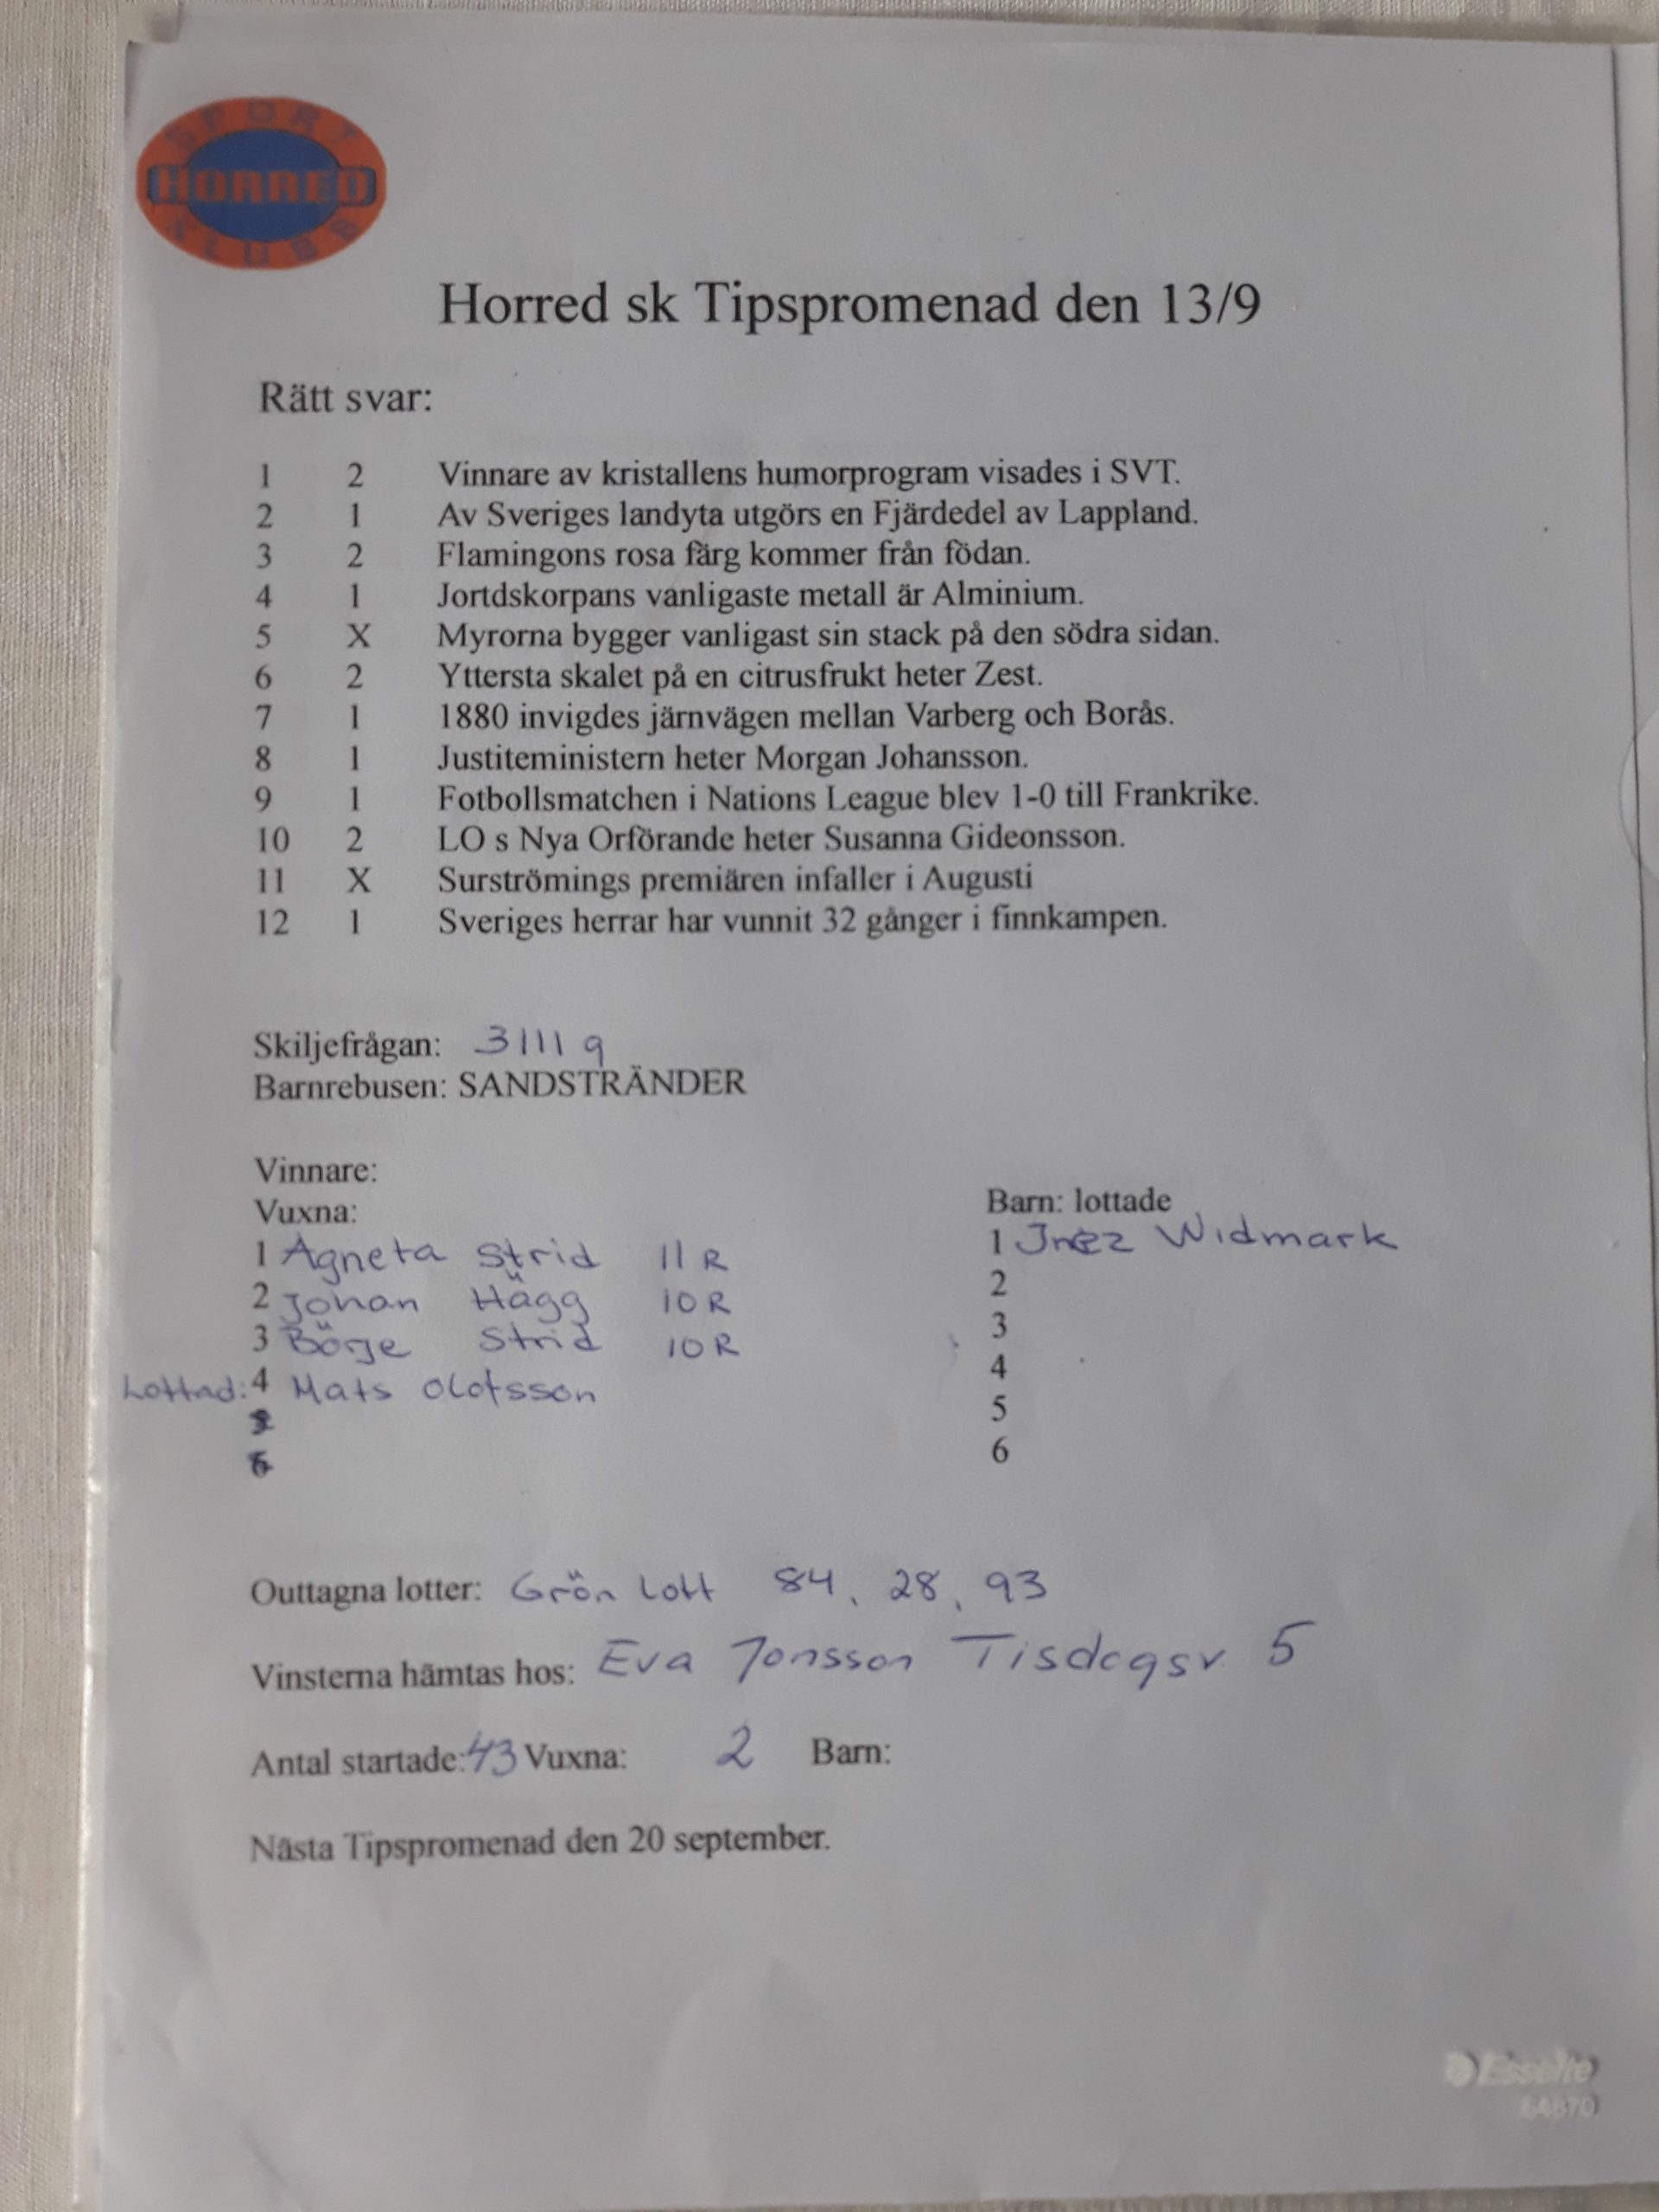 SPORT
HORRED
KLUBB
Horred sk Tipspromenad den 13/9
Rätt svar:
1 2 Vinnare av kristallens humorprogram visades i SVT.
2 1 Av Sveriges landyta utgörs en Fjärdedel av Lappland.
3 2 Flamingons rosa färg kommer från födan.
4 1 Jortdskorpans vanligaste metall är Alminium.
5 X Myrorna bygger vanligast sin stack på den södra sidan.
6 2 Yttersta skalet på en citrusfrukt heter Zest.
7 1 1880 invigdes järnvägen mellan Varberg och Borås.
8 1 Justiteministern heter Morgan Johansson.
9 1 Fotbollsmatchen i Nations League blev 1-0 till Frankrike.
10 2 LO s Nya Orförande heter Susanna Gideonsson.
11 X Surströmings premiären infaller i Augusti
12 1 Sveriges herrar har vunnit 32 gånger i finnkampen.
Skiljefrågan: 3111 g
Barnrebusen: SANDSTRÄNDER
Vinnare:
Vuxna:
1 Agneta Strid 11 R
2 Johan Hägg 10 R
3 Börje Strid 10 R
Lottad: 4 Mats Olofsson
Barn: lottade
1 Inez Widmark
2
3
4
5
6
Outtagna lotter: Grön Lott 84, 28, 93
Vinsterna hämtas hos: Eva Jonsson Tisdagsv 5
Antal startade: 43 Vuxna: 2 Barn:
Nästa Tipspromenad den 20 september.
Esselte